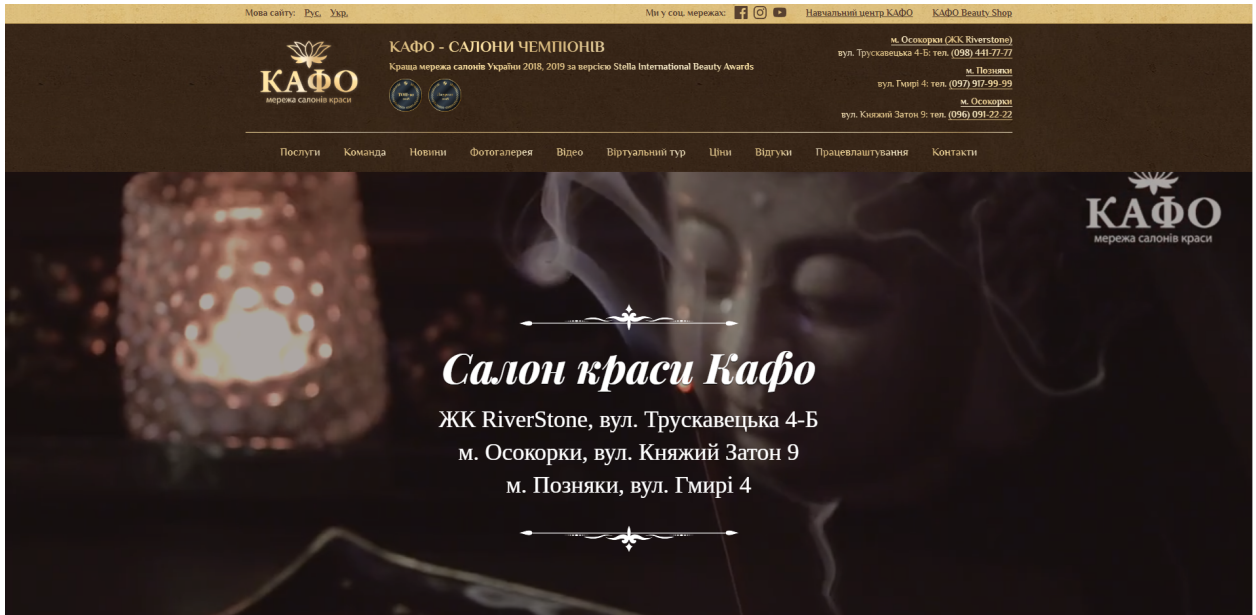 Мова сайту: Рус. Укр.
Ми у соц. мережах:
Навчальний центр КАФО
КАФО Beauty Shop
КАФО
мережа салонів краси
КАФО - САЛОНИ ЧЕМПІОНІВ
Краща мережа салонів України 2018, 2019 за версією Stella International Beauty Awards
м. Осокорки (ЖК Riverstone)
вул. Трускавецька 4-Б: тел. (098) 441-77-77
м. Позняки
вул. Гмирі 4: тел. (097) 917-99-99
м. Осокорки
вул. Княжий Затон 9: тел. (096) 091-22-22
Послуги Команда Новини Фотогалерея Відео Віртуальний тур Ціни Відгуки Працевлаштування Контакти
КАФО
мережа салонів краси
Салон краси Кафо
ЖК RiverStone, вул. Трускавецька 4-Б
м. Осокорки, вул. Княжий Затон 9
м. Позняки, вул. Гмирі 4